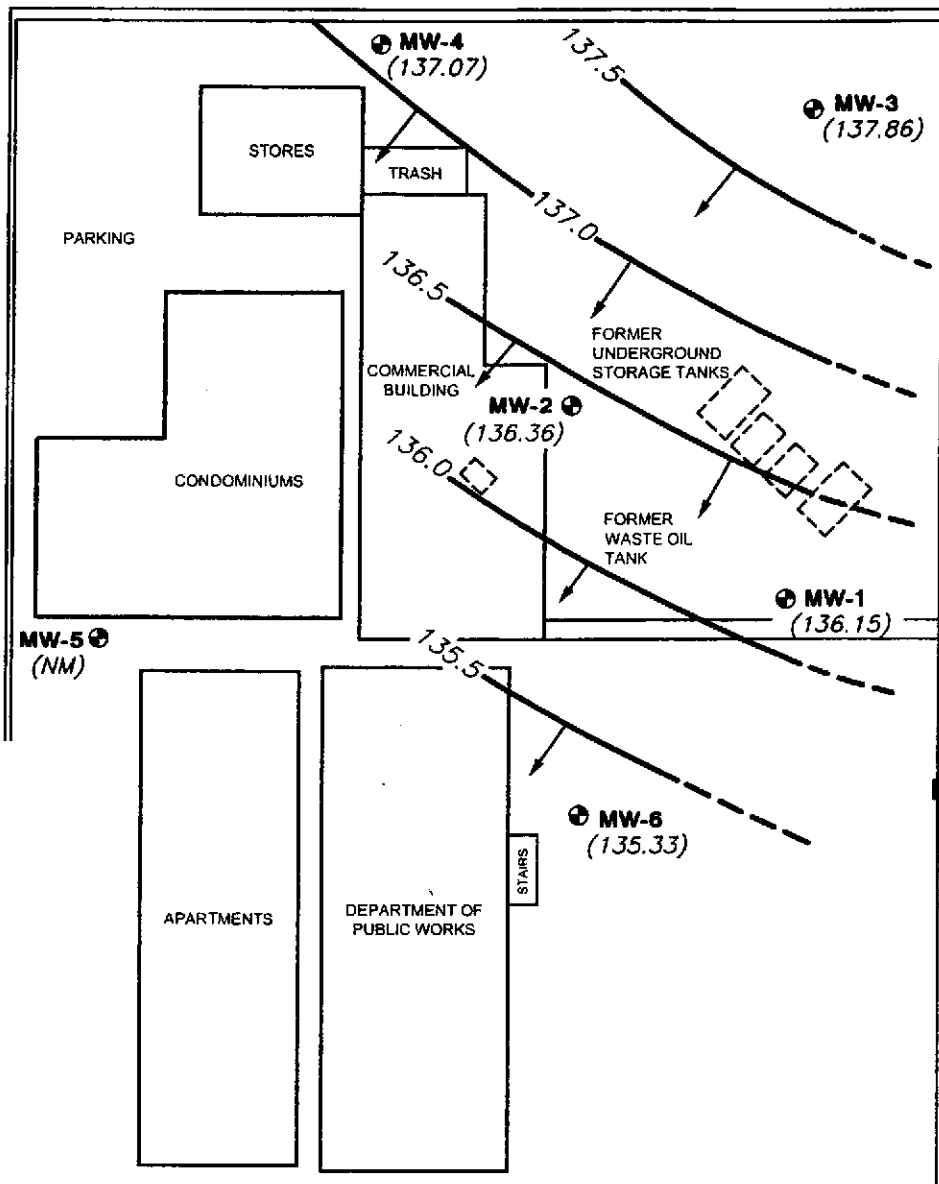 MW-4
(137.07)
137.5
MW-3
(137.86)
STORES
TRASH
137.0
PARKING
136.5
FORMER
UNDERGROUND
STORAGE TANKS
COMMERCIAL
BUILDING
MW-2
(136.36)
136.0
CONDOMINIUMS
FORMER
WASTE OIL
TANK
MW-1
(136.15)
MW-5
(NM)
135.5
MW-6
(135.33)
STAIRS
APARTMENTS
DEPARTMENT OF
PUBLIC WORKS